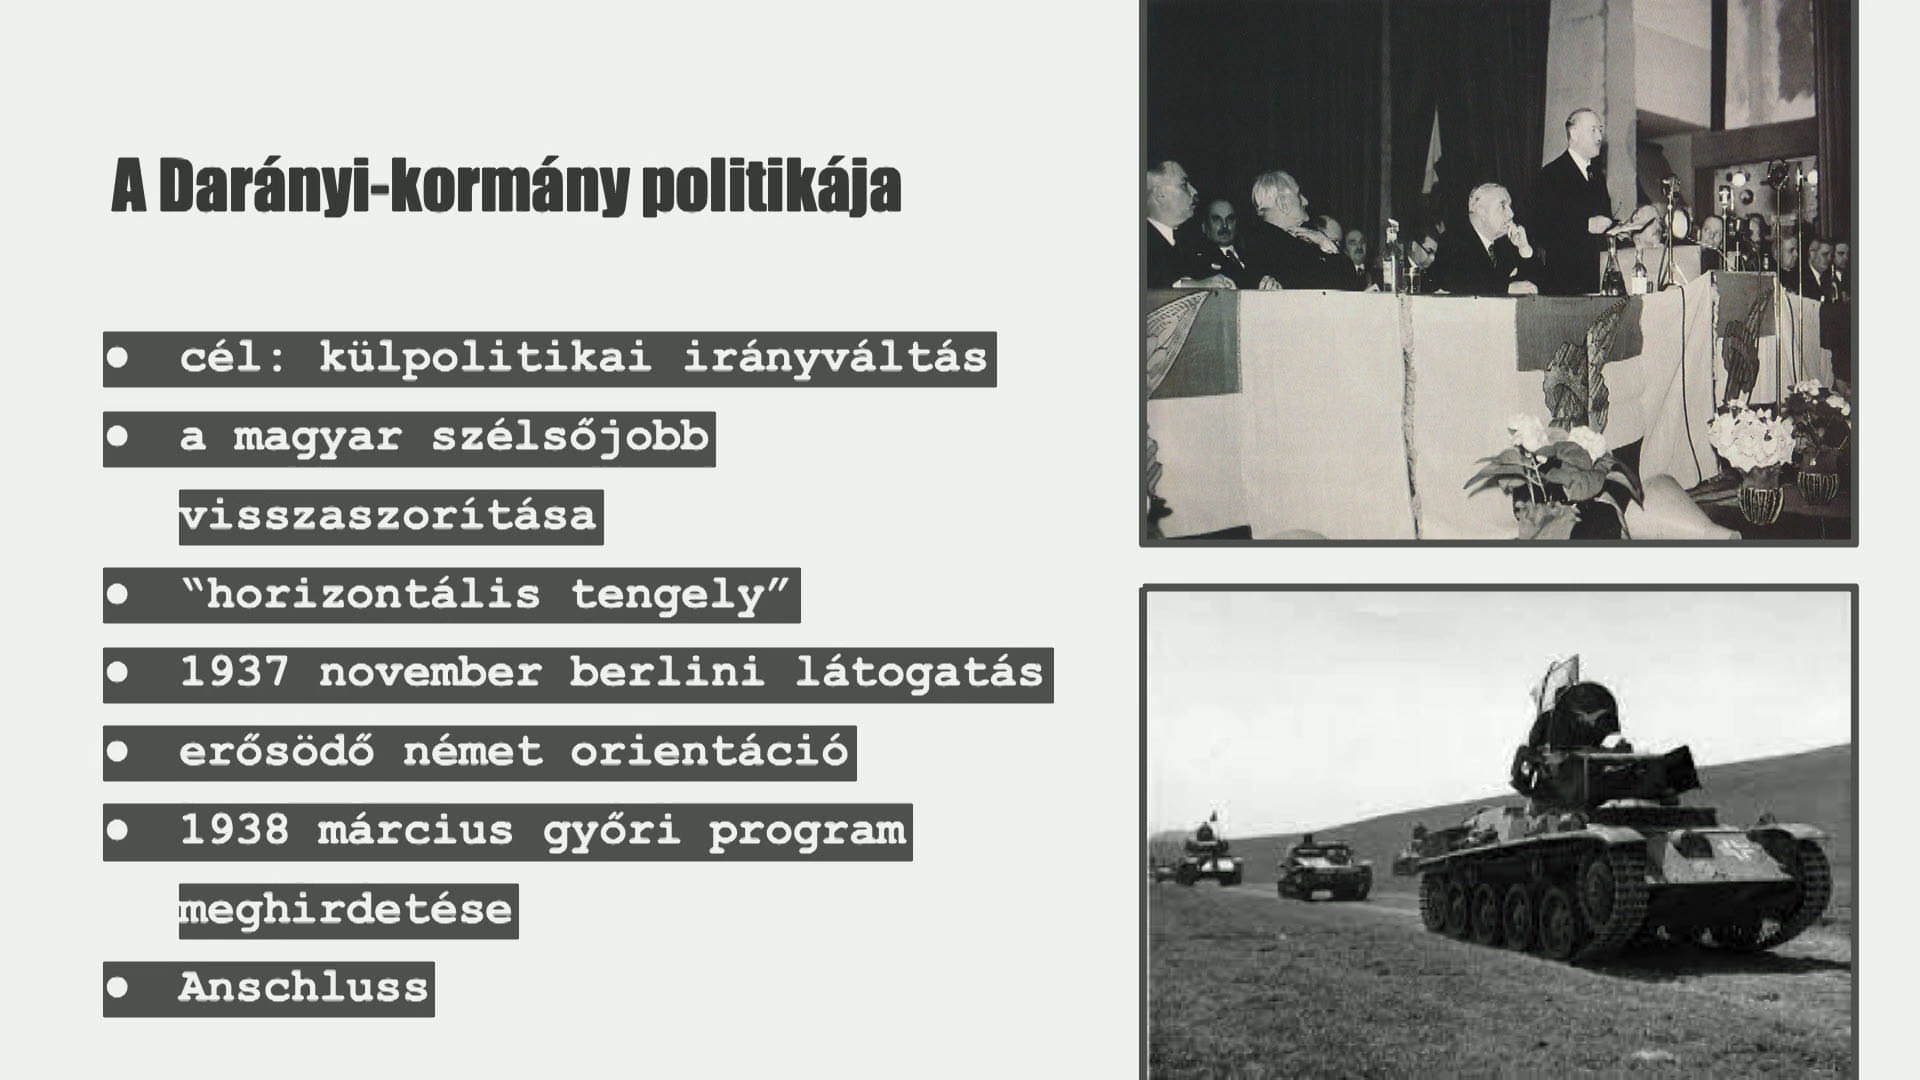 A Darányi-kormány politikája
● cél: külpolitikai irányváltás
● a magyar szélsőjobb
visszaszorítása
● “horizontális tengely”
● 1937 november berlini látogatás
● erősödő német orientáció
● 1938 március győri program
meghirdetése
● Anschluss